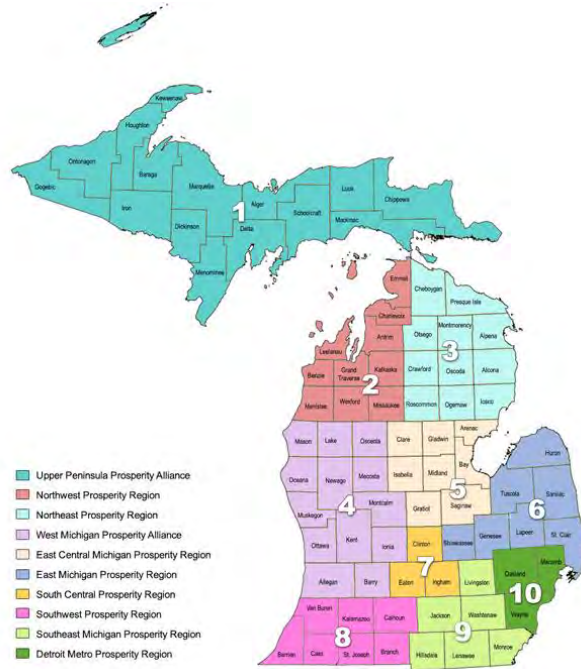 Keweenaw
Houghton
Ontonagon
Baraga
Gogebic
Marquette
Iron
Alger
Luce
Chippewa
1
Schoolcraft
Dickinson
Delta
Mackinac
Menominee
Emmet
Cheboygan
Presque Isle
Charlevoix
Antrim
Otsego
Montmorency
Alpena
Leelanau
3
Benzie
Grand
Traverse
Kalkaska
Crawford
Oscoda
Alcona
2
Manistee
Wexford
Missaukee
Roscommon
Ogemaw
Iosco
Mason
Lake
Osceola
Clare
Gladwin
Arenac
Huron
Oceana
Newago
Mecosta
Isabella
Midland
Bay
Tuscola
Sanilac
4
Montcalm
5
6
Muskegon
Gratiot
Saginaw
Ottawa
Kent
Ionia
Clinton
Shiawassee
Genesee
Lapeer
St. Clair
7
Allegan
Barry
Eaton
Ingham
Livingston
Oakland
Macomb
10
Van Buren
Kalamazoo
Calhoun
Jackson
Washtenaw
Wayne
8
9
Berrien
Cass
St. Joseph
Branch
Hillsdale
Lenawee
Monroe
Upper Peninsula Prosperity Alliance
Northwest Prosperity Region
Northeast Prosperity Region
West Michigan Prosperity Alliance
East Central Michigan Prosperity Region
East Michigan Prosperity Region
South Central Prosperity Region
Southwest Prosperity Region
Southeast Michigan Prosperity Region
Detroit Metro Prosperity Region